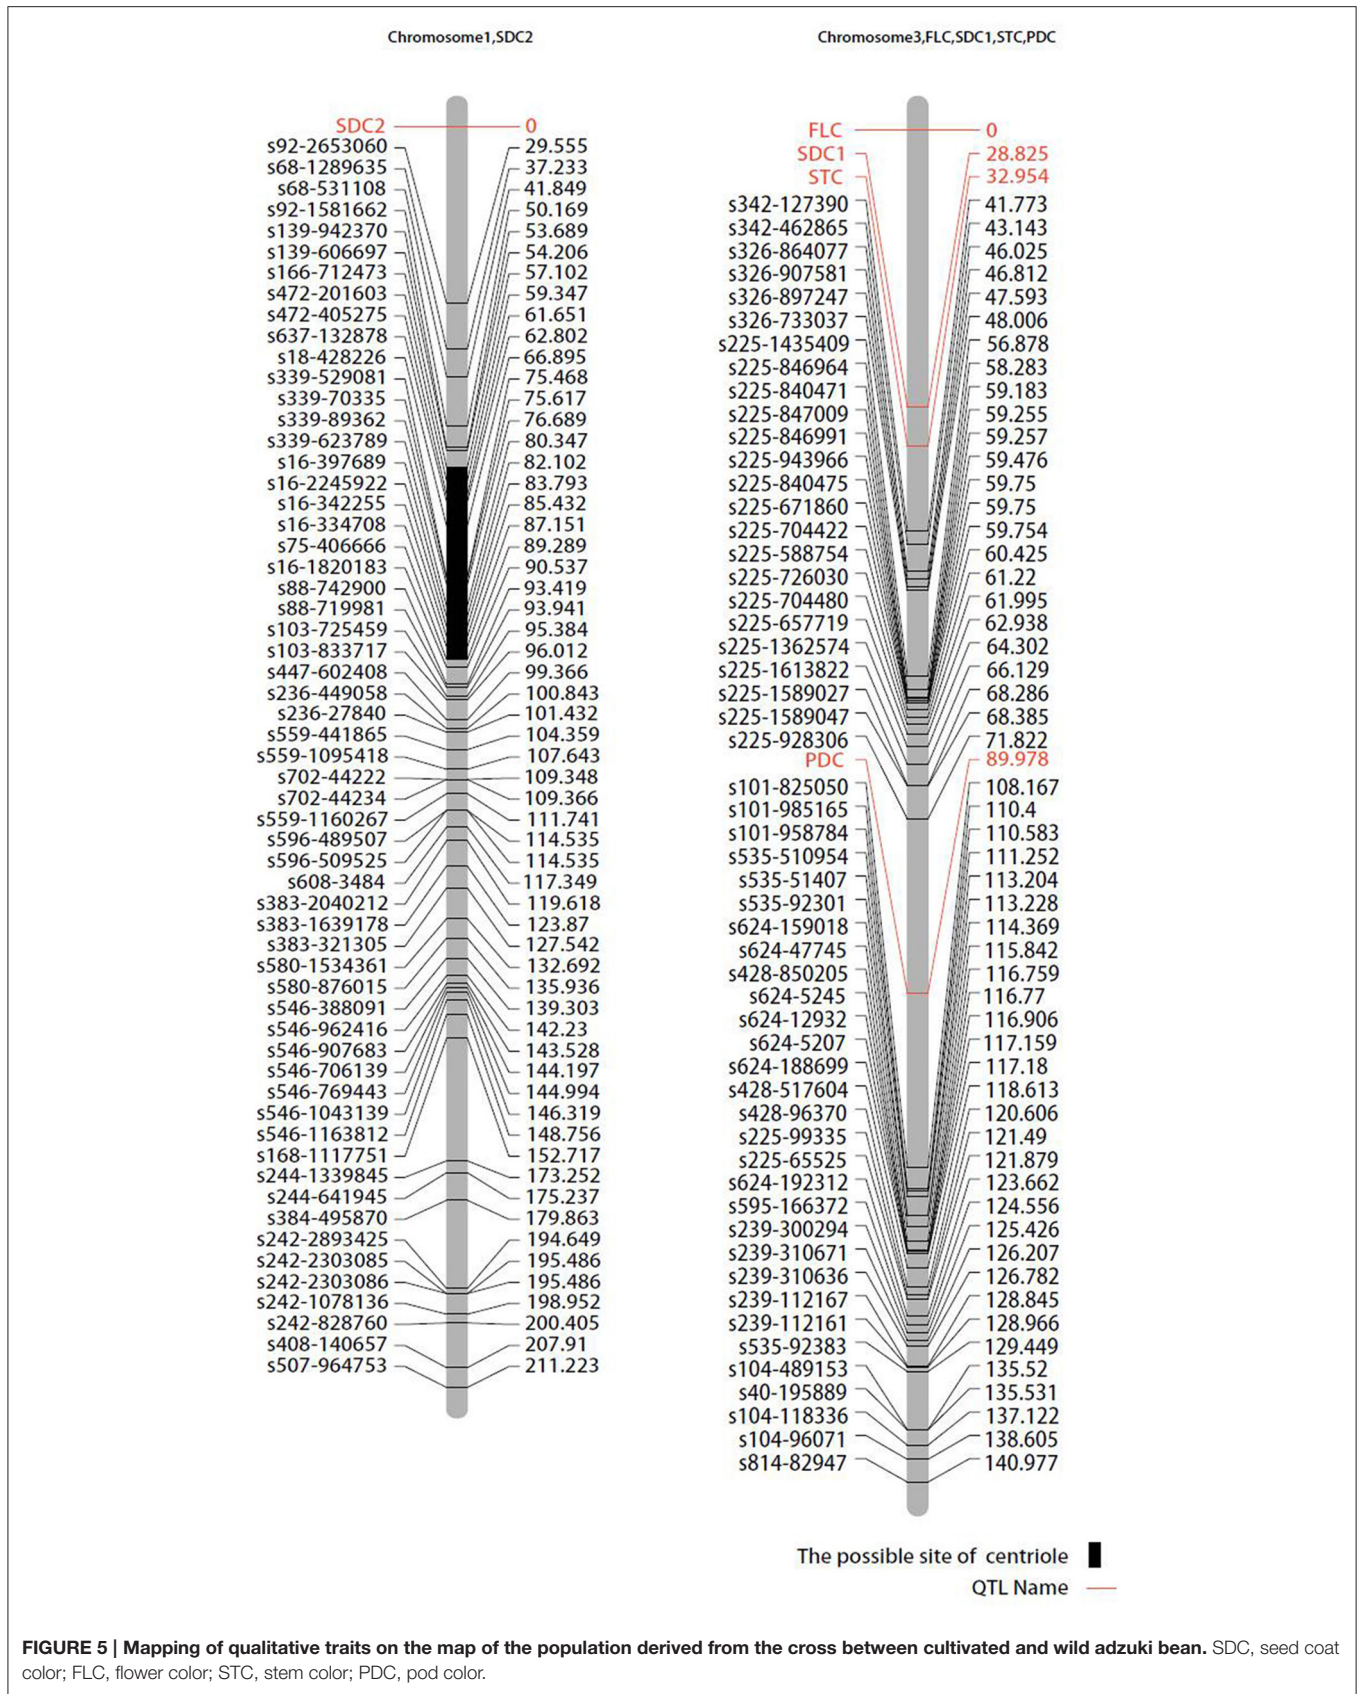 Chromosome1,SDC2
SDC2 0
s92-2653060 29.555
s68-1289635 37.233
s68-531108 41.849
s92-1581662 50.169
s139-942370 53.689
s139-606697 54.206
s166-712473 57.102
s472-201603 59.347
s472-405275 61.651
s637-132878 62.802
s18-428226 66.895
s339-529081 75.468
s339-70335 75.617
s339-89362 76.689
s339-623789 80.347
s16-397689 82.102
s16-2245922 83.793
s16-342255 85.432
s16-334708 87.151
s75-406666 89.289
s16-1820183 90.537
s88-742900 93.419
s88-719981 93.941
s103-725459 95.384
s103-833717 96.012
s447-602408 99.366
s236-449058 100.843
s236-27840 101.432
s559-441865 104.359
s559-1095418 107.643
s702-44222 109.348
s702-44234 109.366
s559-1160267 111.741
s596-489507 114.535
s596-509525 114.535
s608-3484 117.349
s383-2040212 119.618
s383-1639178 123.87
s383-321305 127.542
s580-1534361 132.692
s580-876015 135.936
s546-388091 139.303
s546-962416 142.23
s546-907683 143.528
s546-706139 144.197
s546-769443 144.994
s546-1043139 146.319
s546-1163812 148.756
s168-1117751 152.717
s244-1339845 173.252
s244-641945 175.237
s384-495870 179.863
s242-2893425 194.649
s242-2303085 195.486
s242-2303086 195.486
s242-1078136 198.952
s242-828760 200.405
s408-140657 207.91
s507-964753 211.223
Chromosome3,FLC,SDC1,STC,PDC
FLC 0
SDC1 28.825
STC 32.954
s342-127390 41.773
s342-462865 43.143
s326-864077 46.025
s326-907581 46.812
s326-897247 47.593
s326-733037 48.006
s225-1435409 56.878
s225-846964 58.283
s225-840471 59.183
s225-847009 59.255
s225-846991 59.257
s225-943966 59.476
s225-840475 59.75
s225-671860 59.75
s225-704422 59.754
s225-588754 60.425
s225-726030 61.22
s225-704480 61.995
s225-657719 62.938
s225-1362574 64.302
s225-1613822 66.129
s225-1589027 68.286
s225-1589047 68.385
s225-928306 71.822
PDC 89.978
s101-825050 108.167
s101-985165 110.4
s101-958784 110.583
s535-510954 111.252
s535-51407 113.204
s535-92301 113.228
s624-159018 114.369
s624-47745 115.842
s428-850205 116.759
s624-5245 116.77
s624-12932 116.906
s624-5207 117.159
s624-188699 117.18
s428-517604 118.613
s428-96370 120.606
s225-99335 121.49
s225-65525 121.879
s624-192312 123.662
s595-166372 124.556
s239-300294 125.426
s239-310671 126.207
s239-310636 126.782
s239-112167 128.845
s239-112161 128.966
s535-92383 129.449
s104-489153 135.52
s40-195889 135.531
s104-118336 137.122
s104-96071 138.605
s814-82947 140.977
The possible site of centriole
QTL Name
FIGURE 5 | Mapping of qualitative traits on the map of the population derived from the cross between cultivated and wild adzuki bean. SDC, seed coat
color; FLC, flower color; STC, stem color; PDC, pod color.